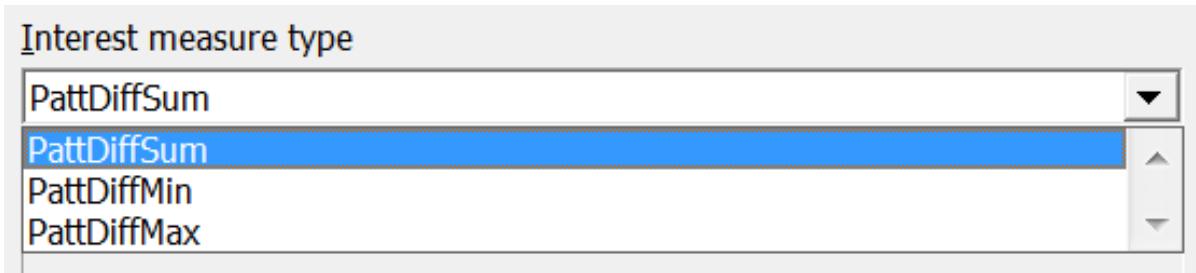 Interest measure type
PattDiffSum
PattDiffSum
PattDiffMin
PattDiffMax